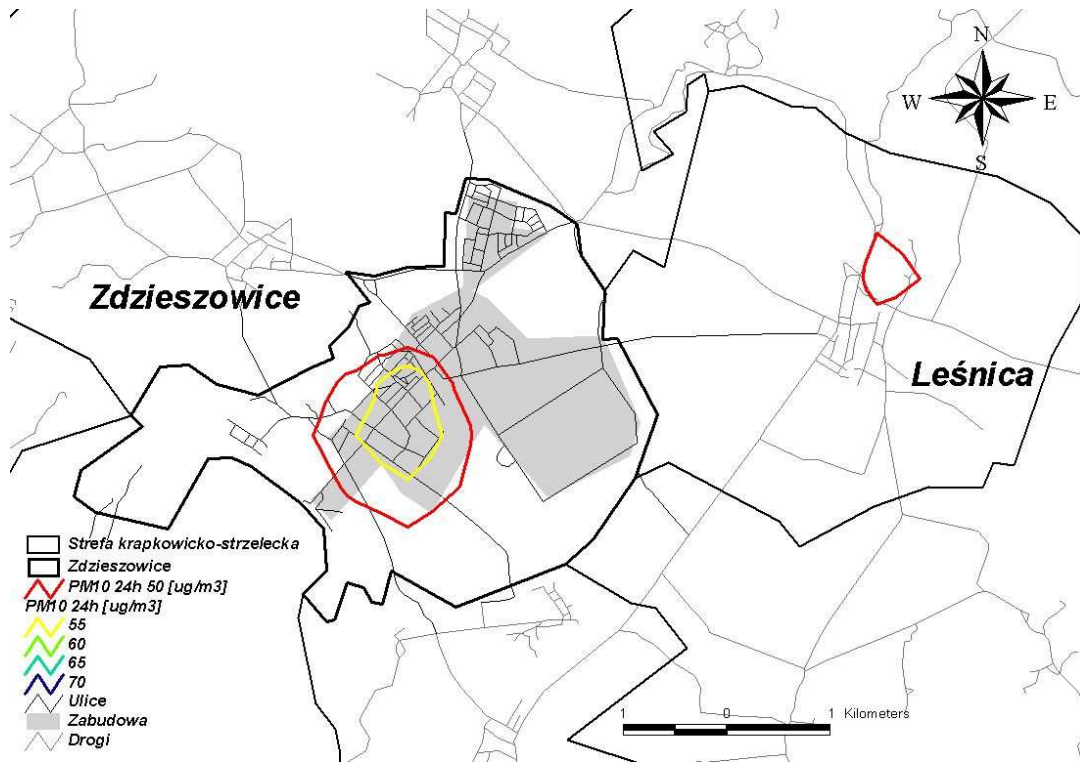 N
W
E
S
Zdzieszowice
Leśnica
Strefa krapkowicko-strzelecka
Zdzieszowice
PM10 24h 50 [ug/m3]
PM10 24h [ug/m3]
55
60
65
70
Ulice
Zabudowa
Drogi
1 0 1 Kilometers